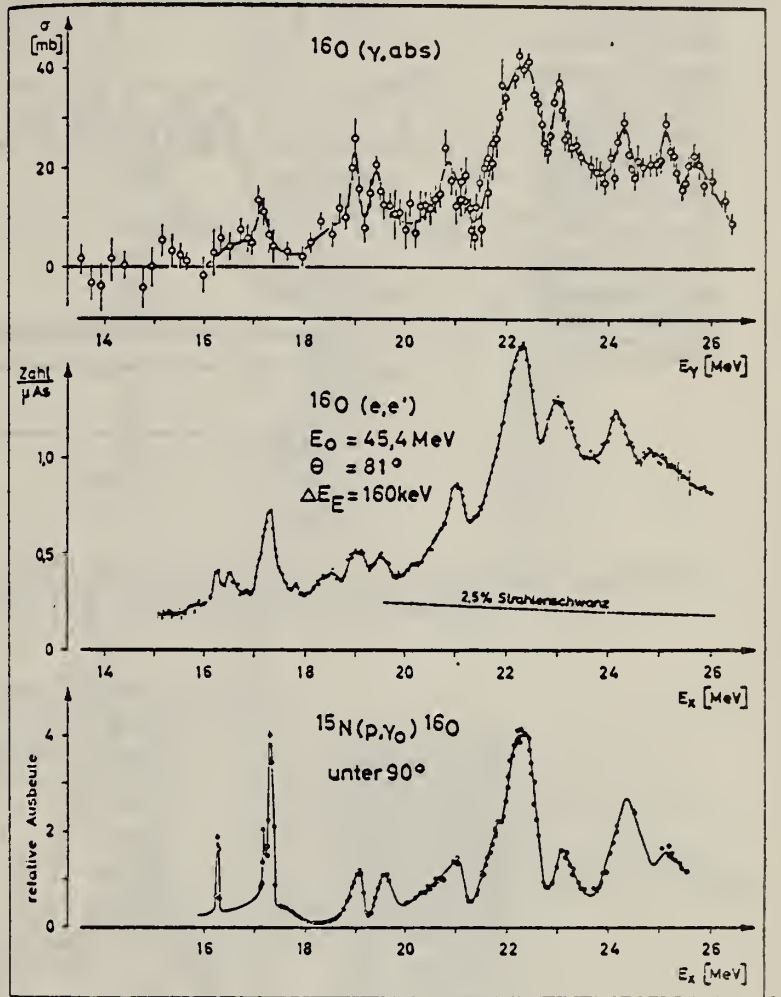 σ
[mb]
¹⁶O (γ,abs)
40
20
0
14 16 18 20 22 24 26
Eγ [MeV]
Zahl
μAs
¹⁶O (e,e')
E₀ = 45,4 MeV
θ = 81°
ΔE_E = 160keV
1,0
0,5
0
2,5% Strahlenschwanz
14 16 18 20 22 24 26
Eₓ [MeV]
¹⁵N(p,γ₀) ¹⁶O
unter 90°
relative Ausbeute
4
2
0
16 18 20 22 24 26
Eₓ [MeV]